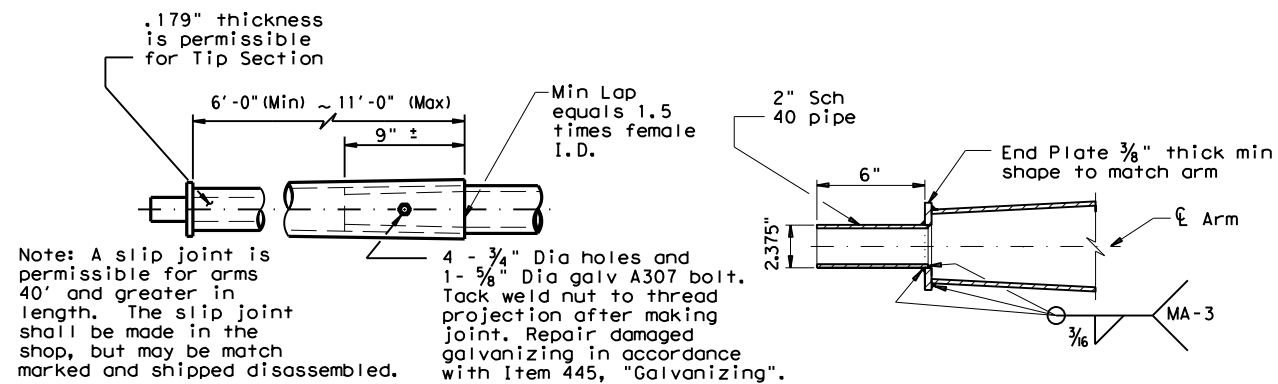 .179" thickness
is permissible
for Tip Section
6'-0" (Min) ~ 11'-0" (Max)
9" ±
Min Lap
equals 1.5
times female
I.D.
Note: A slip joint is
permissible for arms
40' and greater in
length. The slip joint
shall be made in the
shop, but may be match
marked and shipped disassembled.
4 - ¾" Dia holes and
1- ⅝" Dia galv A307 bolt.
Tack weld nut to thread
projection after making
joint. Repair damaged
galvanizing in accordance
with Item 445, "Galvanizing".
2" Sch
40 pipe
6"
2.375"
End Plate ⅜" thick min
shape to match arm
℄ Arm
3/16
MA-3